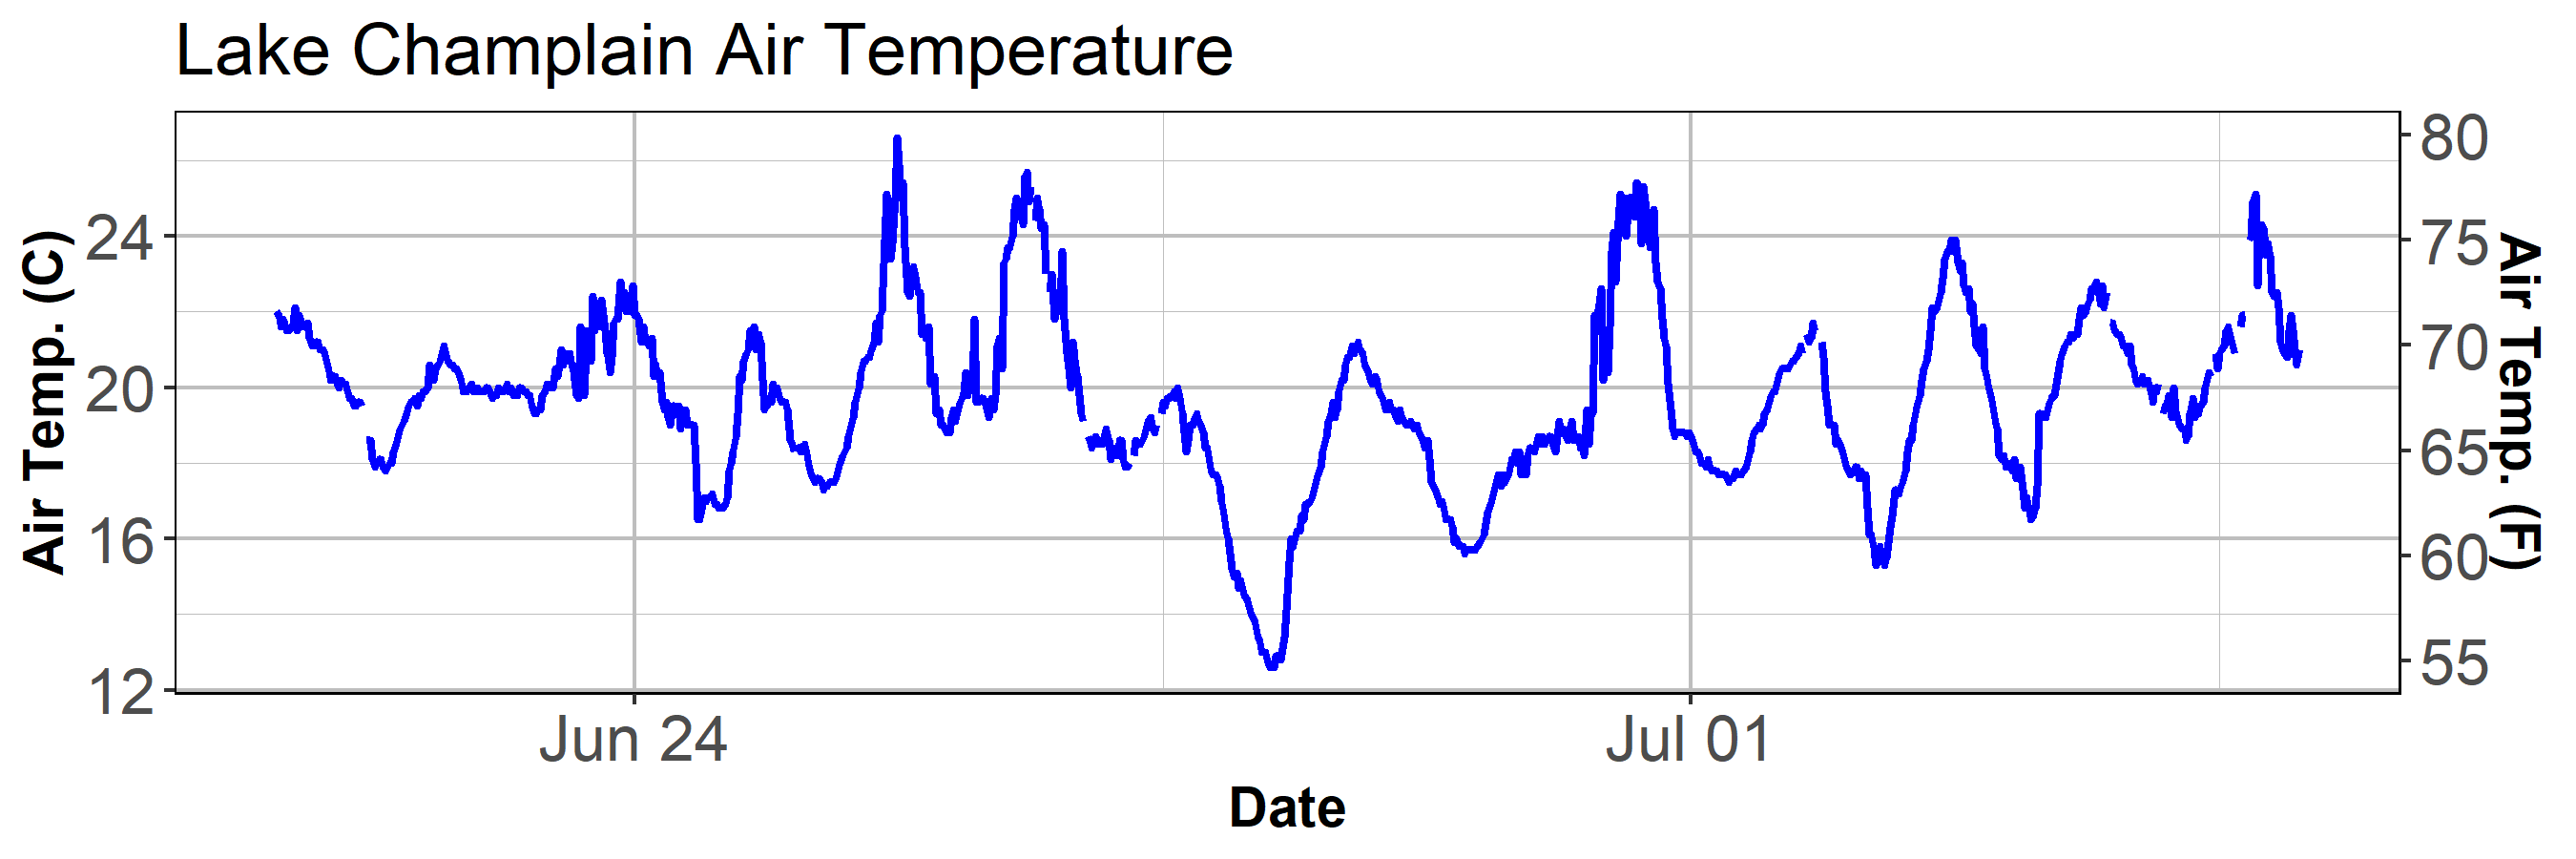 Lake Champlain Air Temperature
Air Temp. (C)
24
20
16
12
80
75
70
65
60
55
Air Temp. (F)
Jun 24
Jul 01
Date